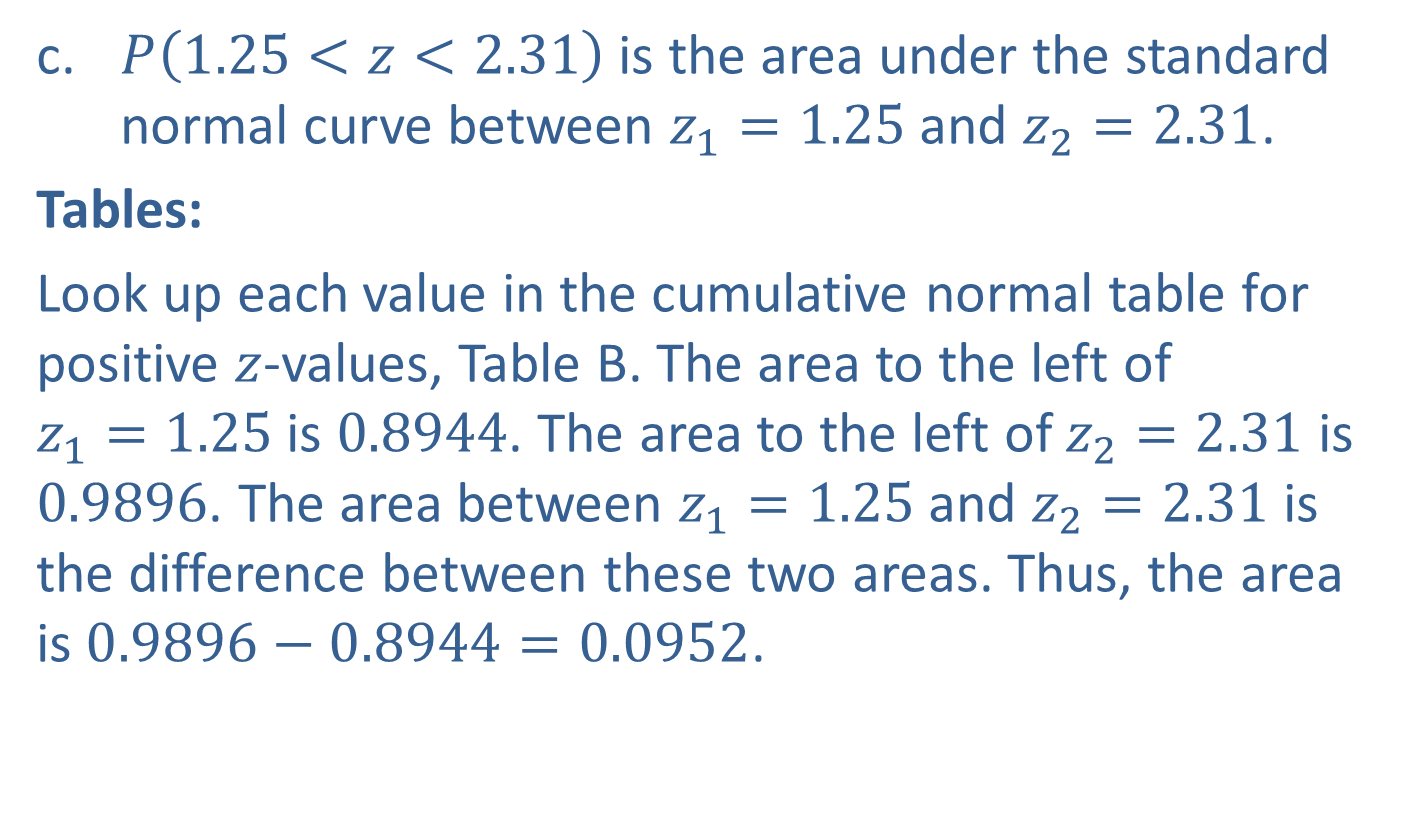 c. P(1.25 < z < 2.31) is the area under the standard
normal curve between z₁ = 1.25 and z₂ = 2.31.
Tables:
Look up each value in the cumulative normal table for
positive z-values, Table B. The area to the left of
z₁ = 1.25 is 0.8944. The area to the left of z₂ = 2.31 is
0.9896. The area between z₁ = 1.25 and z₂ = 2.31 is
the difference between these two areas. Thus, the area
is 0.9896 − 0.8944 = 0.0952.